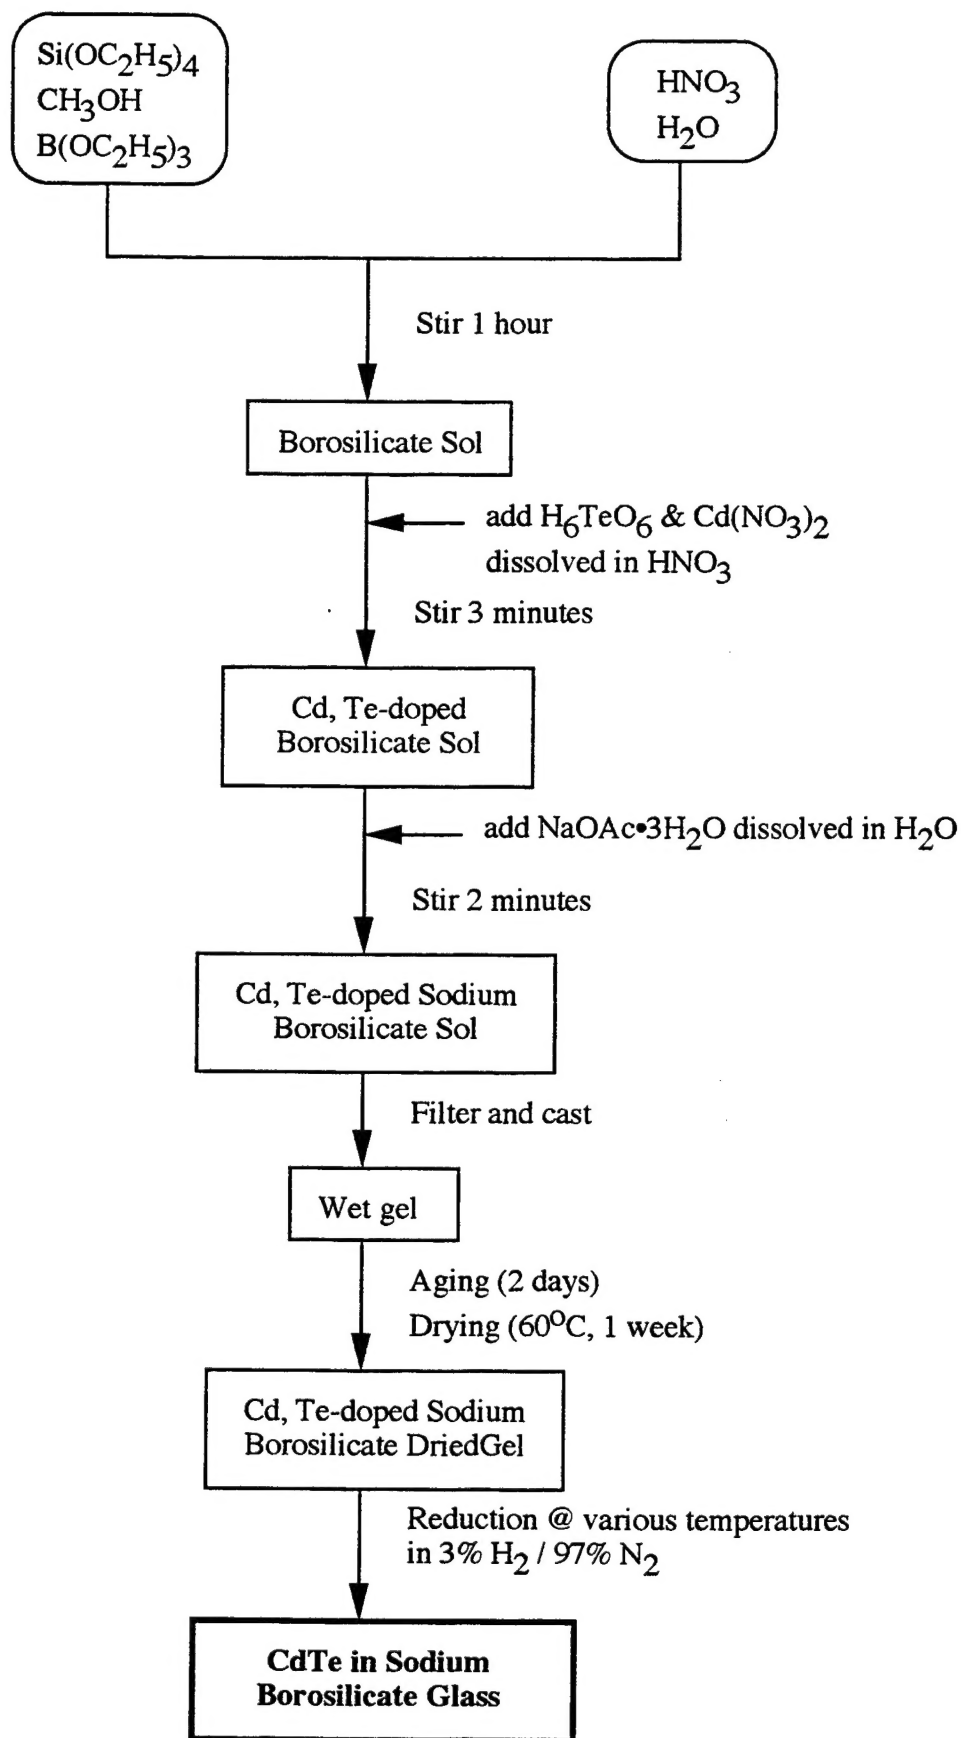 Si(OC2H5)4
CH3OH
B(OC2H5)3
HNO3
H2O
Stir 1 hour
Borosilicate Sol
add H6TeO6 & Cd(NO3)2
dissolved in HNO3
Stir 3 minutes
Cd, Te-doped
Borosilicate Sol
add NaOAc•3H2O dissolved in H2O
Stir 2 minutes
Cd, Te-doped Sodium
Borosilicate Sol
Filter and cast
Wet gel
Aging (2 days)
Drying (60°C, 1 week)
Cd, Te-doped Sodium
Borosilicate DriedGel
Reduction @ various temperatures
in 3% H2 / 97% N2
CdTe in Sodium
Borosilicate Glass